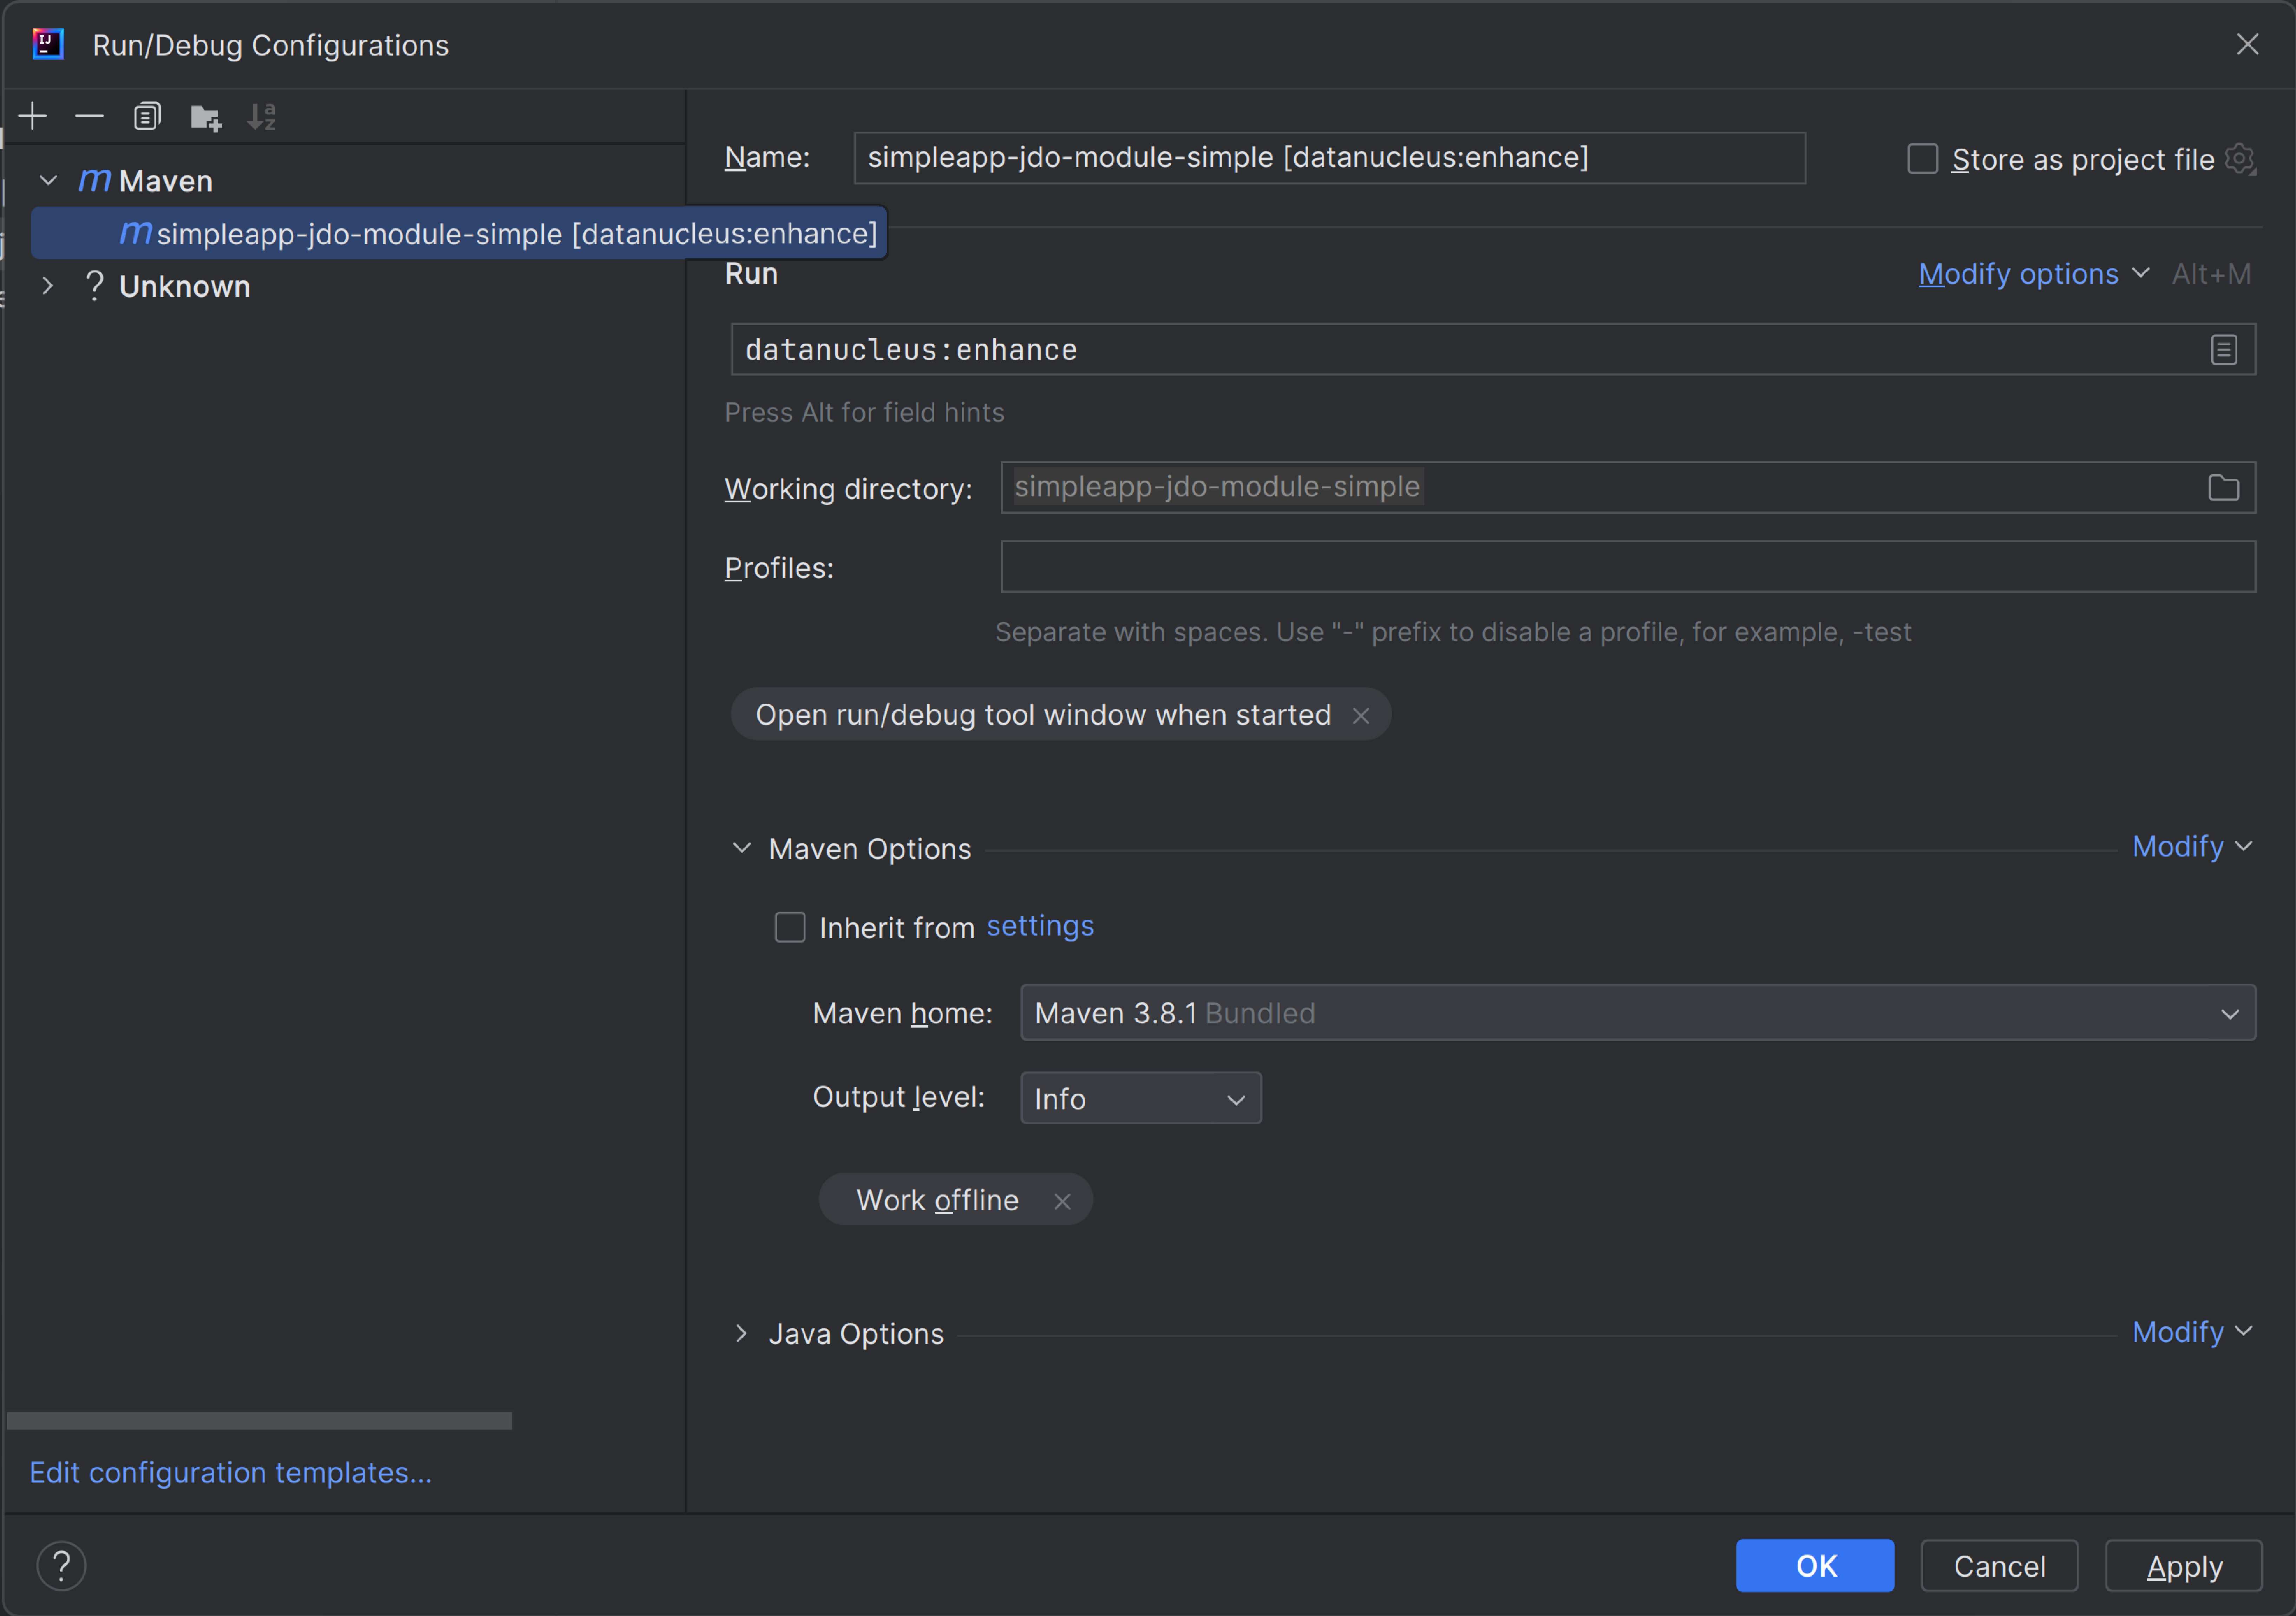 Run/Debug Configurations
Maven
simpleapp-jdo-module-simple [datanucleus:enhance]
Unknown
Edit configuration templates...
Name: simpleapp-jdo-module-simple [datanucleus:enhance]
Store as project file
Run
Modify options Alt+M
datanucleus:enhance
Press Alt for field hints
Working directory: simpleapp-jdo-module-simple
Profiles:
Separate with spaces. Use "-" prefix to disable a profile, for example, -test
Open run/debug tool window when started
Maven Options
Modify
Inherit from settings
Maven home: Maven 3.8.1 Bundled
Output level: Info
Work offline
Java Options
Modify
OK
Cancel
Apply